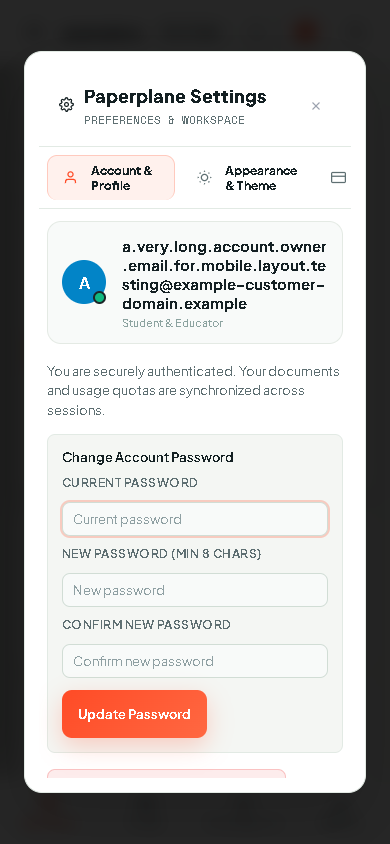 Paperplane Settings
PREFERENCES & WORKSPACE
Account &
Profile
Appearance
& Theme
A
a.very.long.account.owner
.email.for.mobile.layout.te
sting@example-customer-
domain.example
Student & Educator
You are securely authenticated. Your documents
and usage quotas are synchronized across
sessions.
Change Account Password
CURRENT PASSWORD
Current password
NEW PASSWORD (MIN 8 CHARS)
New password
CONFIRM NEW PASSWORD
Confirm new password
Update Password